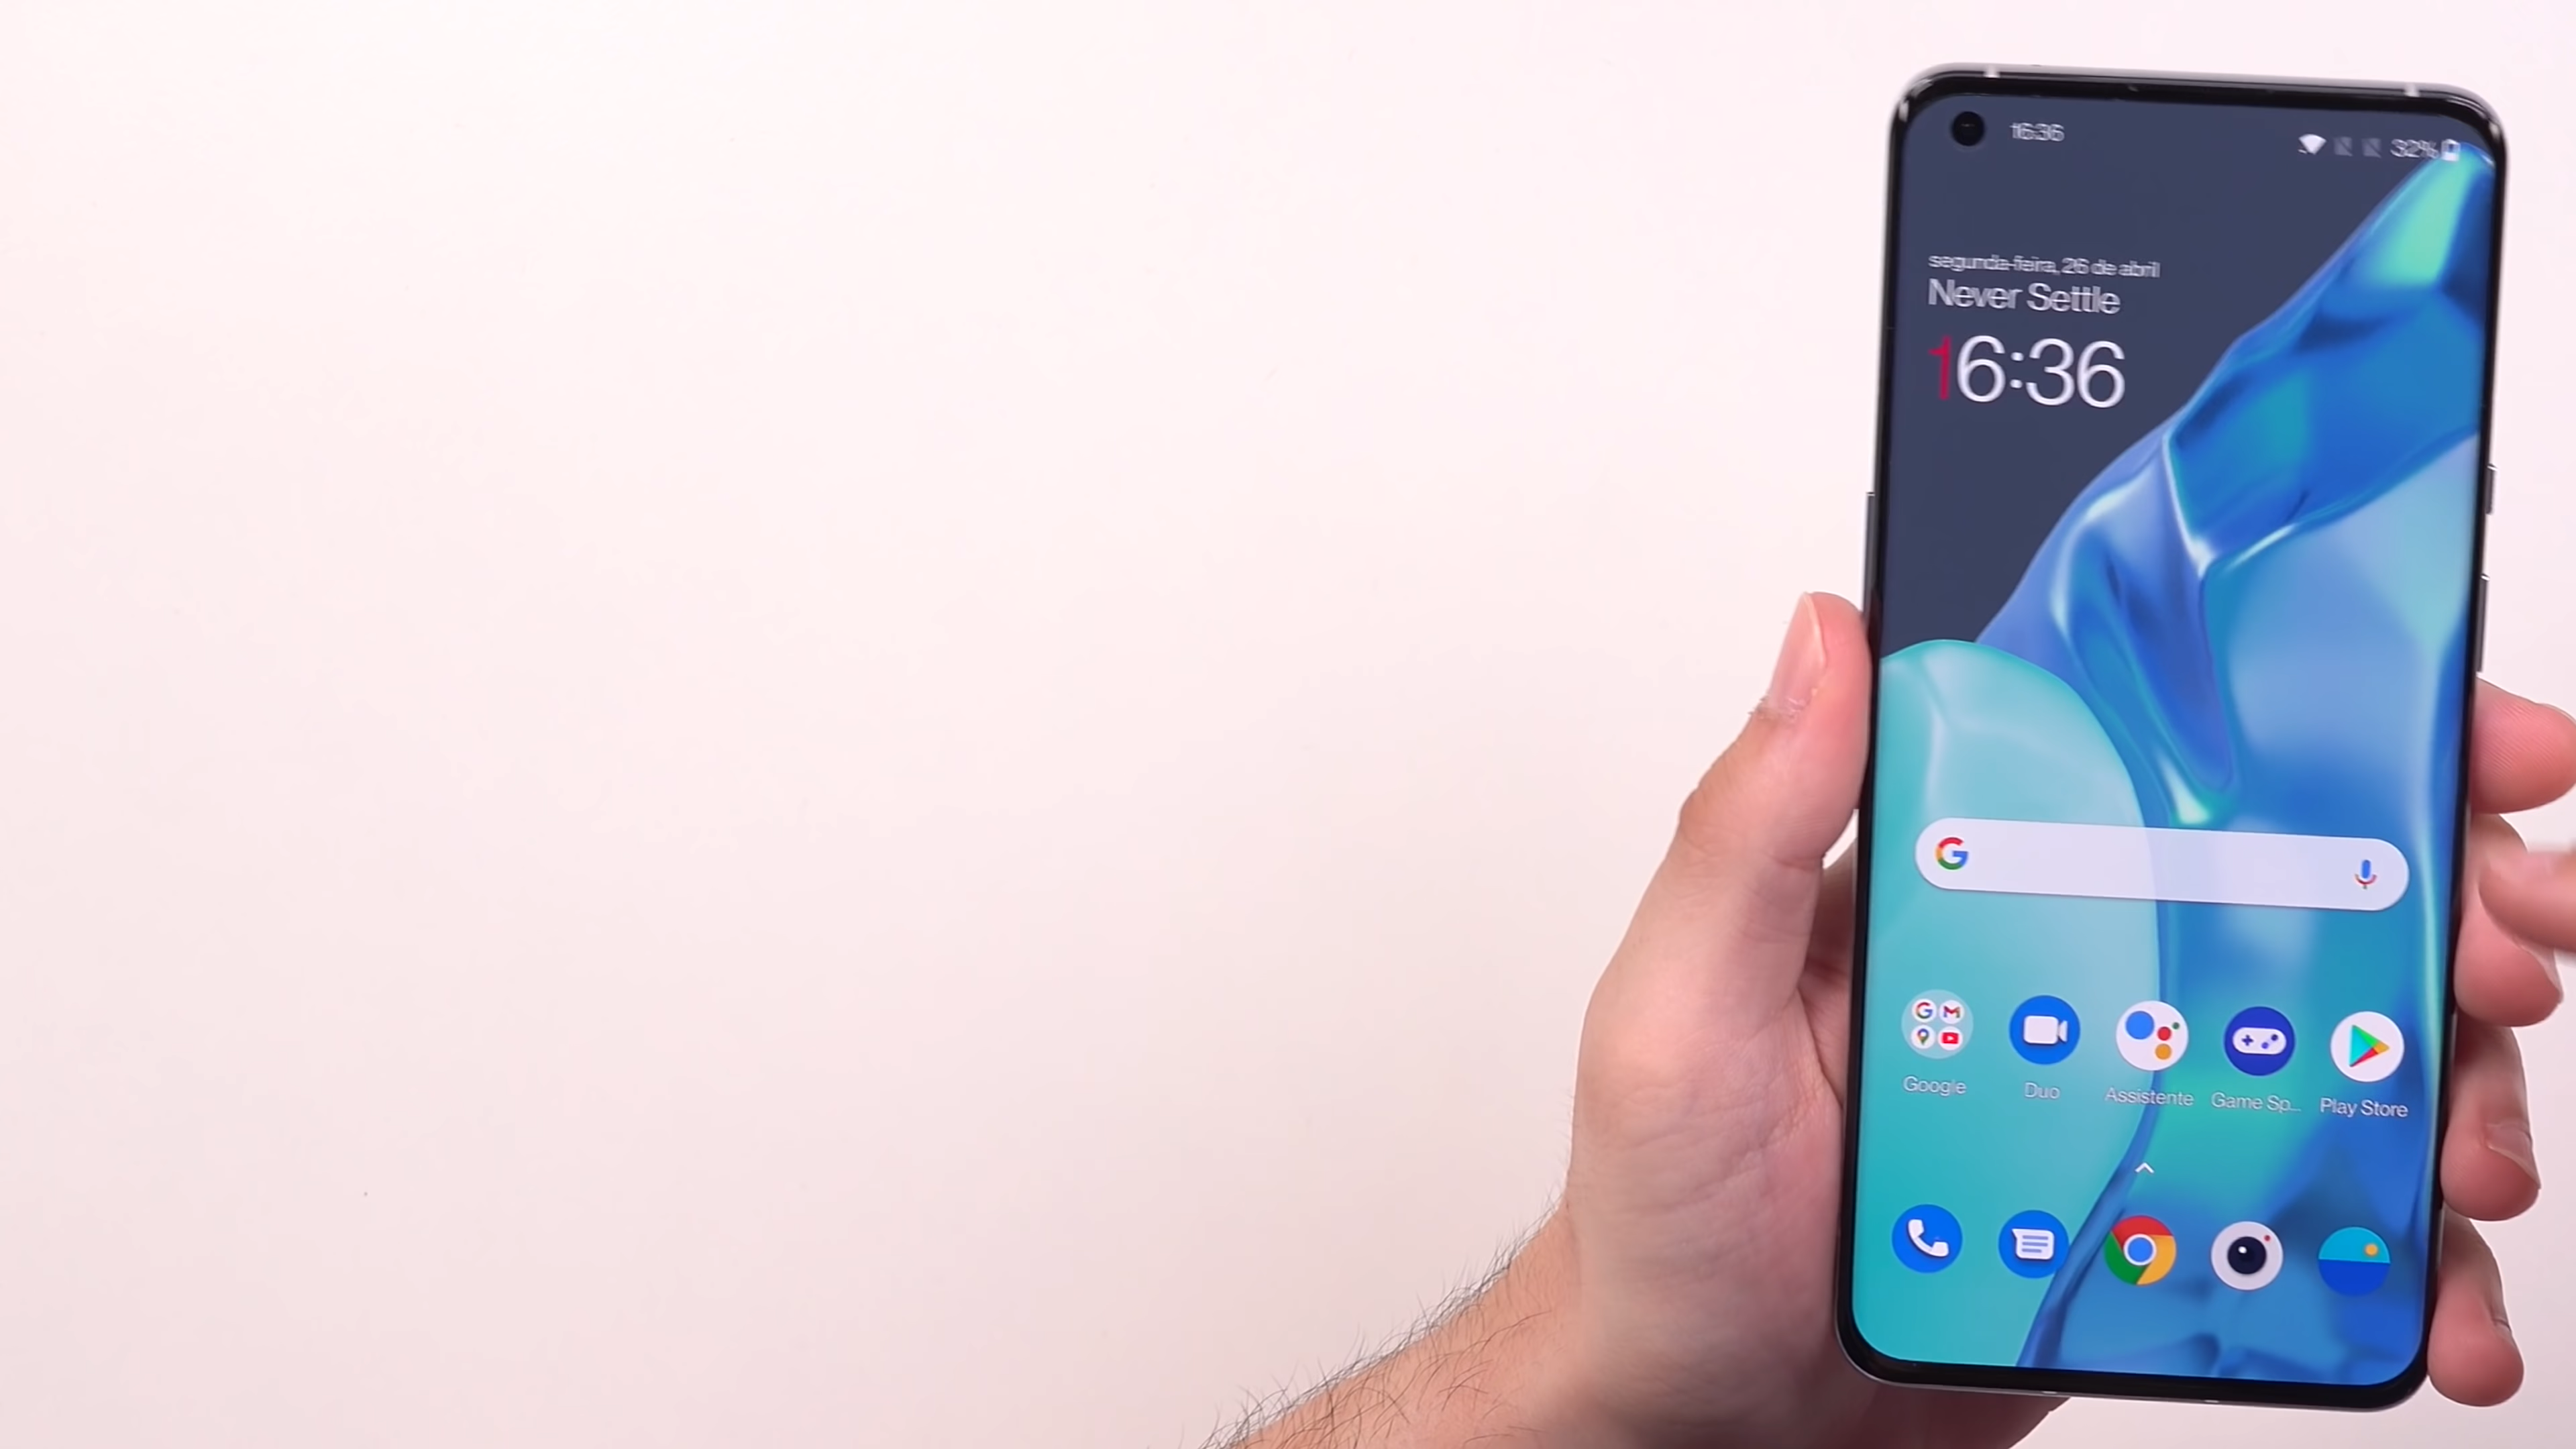 16:36
32%
segunda-feira, 26 de abril
Never Settle
16:36
Google Duo Assistente Game Sp... Play Store